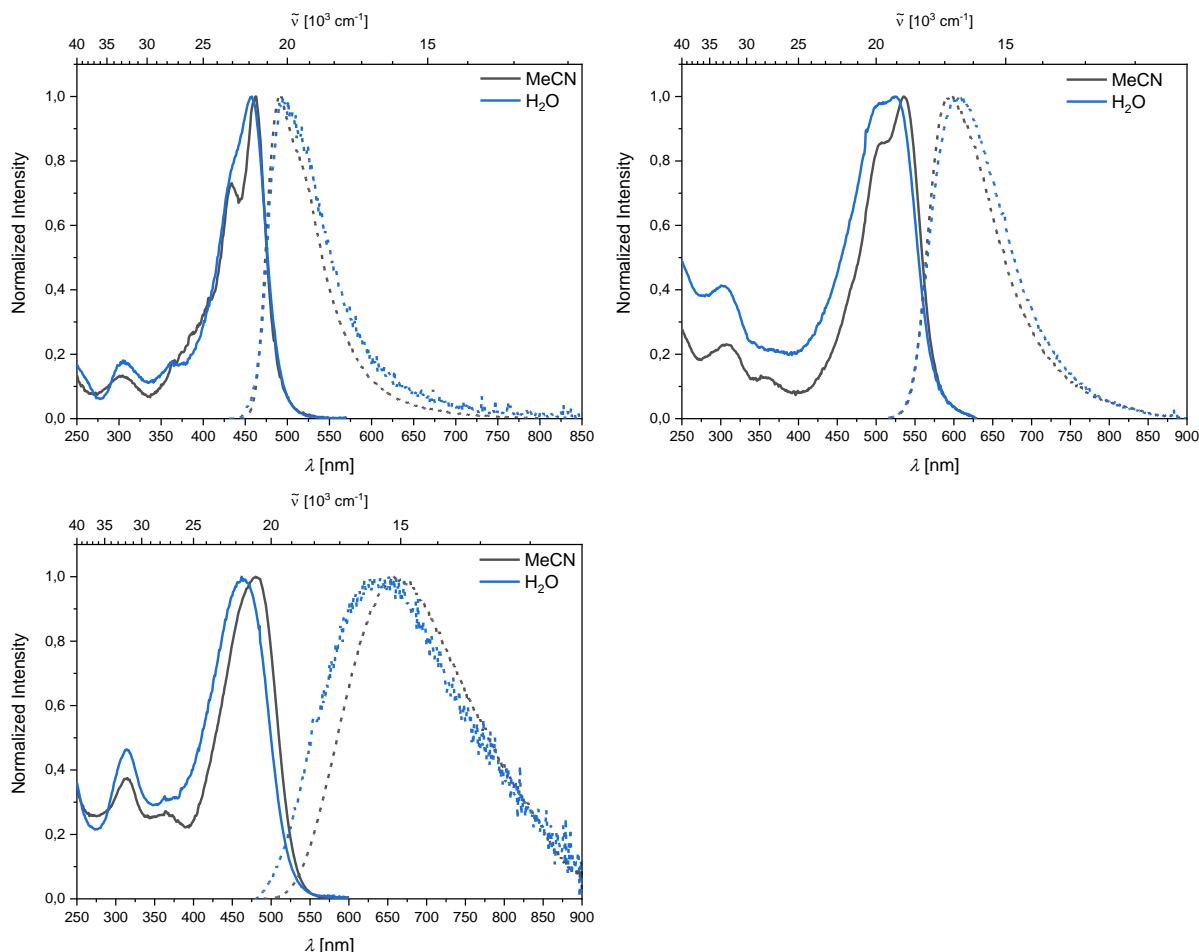 ν̃ [10³ cm⁻¹]
40 35 30 25 20 15
MeCN
H₂O
1,0
0,8
0,6
0,4
0,2
0,0
Normalized Intensity
250 300 350 400 450 500 550 600 650 700 750 800 850
λ [nm]
ν̃ [10³ cm⁻¹]
40 35 30 25 20 15
MeCN
H₂O
1,0
0,8
0,6
0,4
0,2
0,0
Normalized Intensity
250 300 350 400 450 500 550 600 650 700 750 800 850 900
λ [nm]
ν̃ [10³ cm⁻¹]
40 35 30 25 20 15
MeCN
H₂O
1,0
0,8
0,6
0,4
0,2
0,0
Normalized Intensity
250 300 350 400 450 500 550 600 650 700 750 800 850 900
λ [nm]